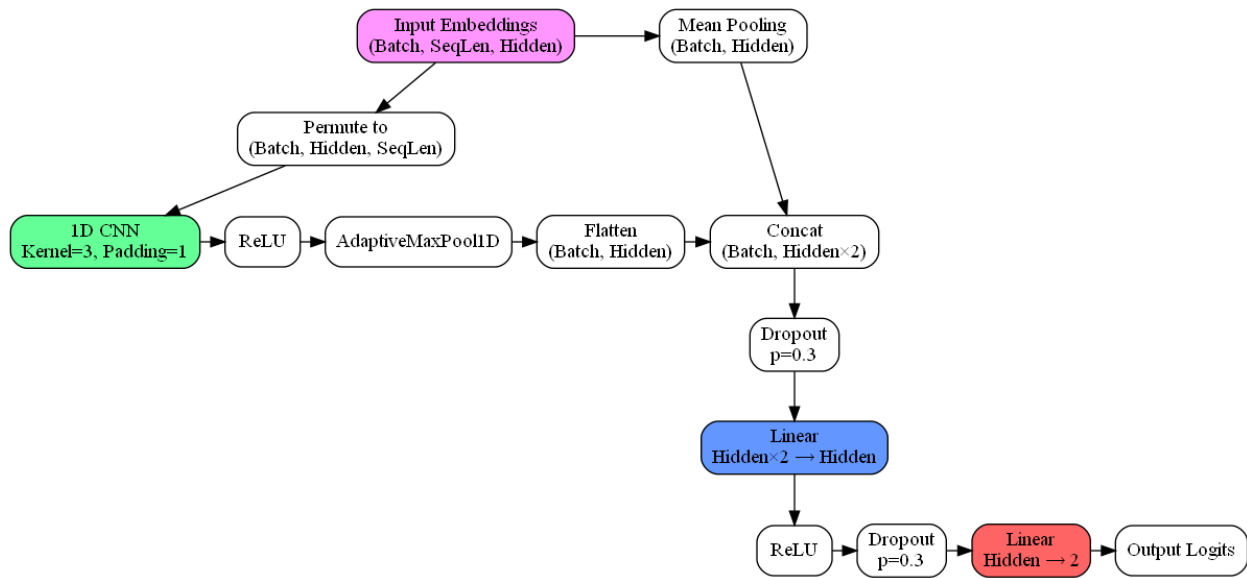 Input Embeddings
(Batch, SeqLen, Hidden)
Mean Pooling
(Batch, Hidden)
Permute to
(Batch, Hidden, SeqLen)
1D CNN
Kernel=3, Padding=1
ReLU
AdaptiveMaxPool1D
Flatten
(Batch, Hidden)
Concat
(Batch, Hidden×2)
Dropout
p=0.3
Linear
Hidden×2 → Hidden
ReLU
Dropout
p=0.3
Linear
Hidden → 2
Output Logits